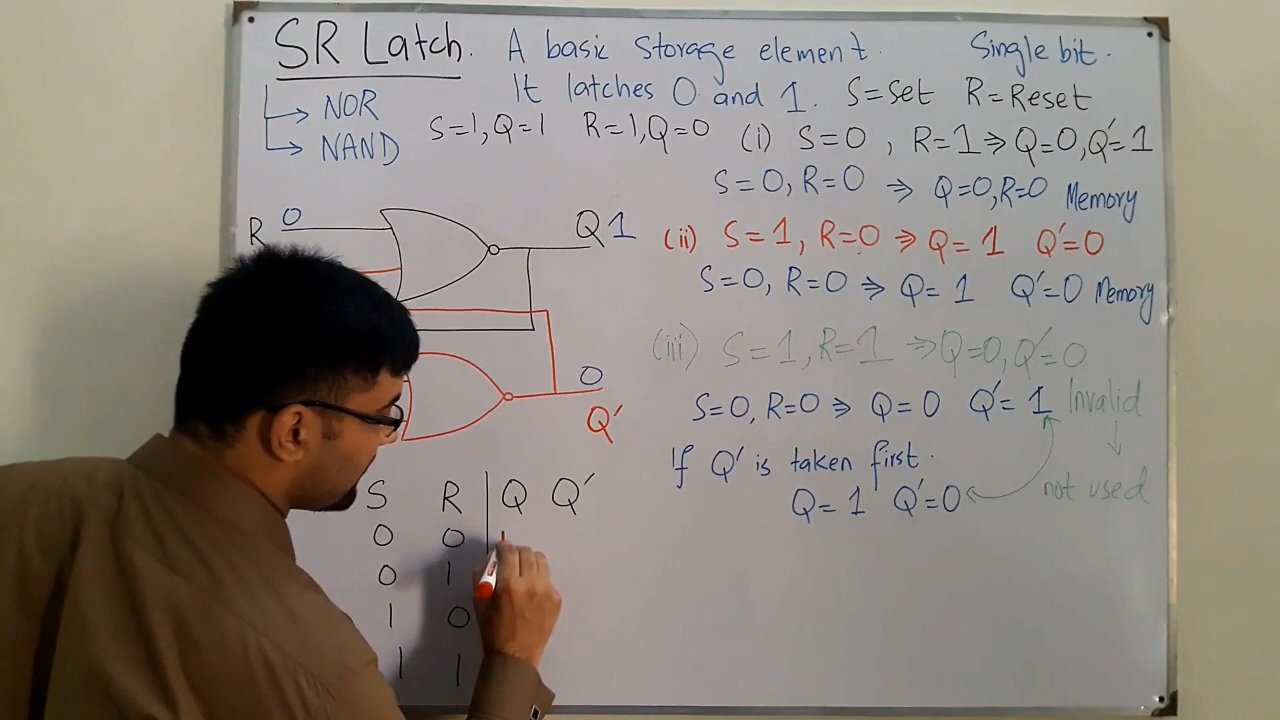 SR Latch. A basic storage element. Single bit.
It latches 0 and 1. S=set R=Reset
NOR
NAND
S=1,Q=1 R=1,Q=0 (i) S=0 , R=1⇒Q=0,Q'=1
S=0,R=0 ⇒ Q=0,R=0 Memory
R 0 Q1
(ii) S=1, R=0 ⇒ Q=1 Q'=0
S=0, R=0 ⇒ Q=1 Q'=0 Memory
(iii) S=1,R=1 ⇒Q=0,Q'=0
0
Q'
S=0,R=0 ⇒ Q=0 Q'=1 Invalid
If Q' is taken first.
Q=1 Q'=0 not used
S R Q Q'
0 0
0 1
1 0
1 1